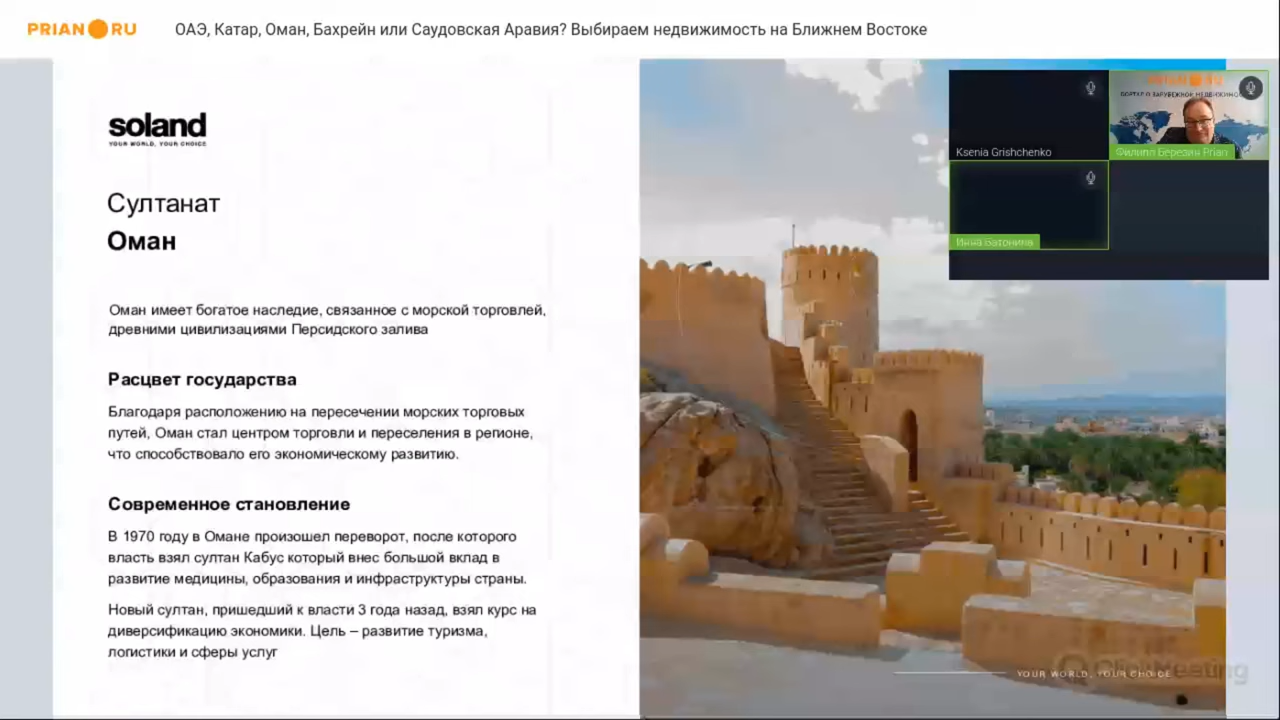 PRIAN RU
ОАЭ, Катар, Оман, Бахрейн или Саудовская Аравия? Выбираем недвижимость на Ближнем Востоке
soland
YOUR WORLD, YOUR CHOICE
Султанат
Оман
Оман имеет богатое наследие, связанное с морской торговлей,
древними цивилизациями Персидского залива
Расцвет государства
Благодаря расположению на пересечении морских торговых
путей, Оман стал центром торговли и переселения в регионе,
что способствовало его экономическому развитию.
Современное становление
В 1970 году в Омане произошел переворот, после которого
власть взял султан Кабус который внес большой вклад в
развитие медицины, образования и инфраструктуры страны.
Новый султан, пришедший к власти 3 года назад, взял курс на
диверсификацию экономики. Цель – развитие туризма,
логистики и сферы услуг
Ksenia Grishchenko
Филипп Березин Prian
Инна
YOUR WORLD, YOUR CHOICE
ClickMeeting